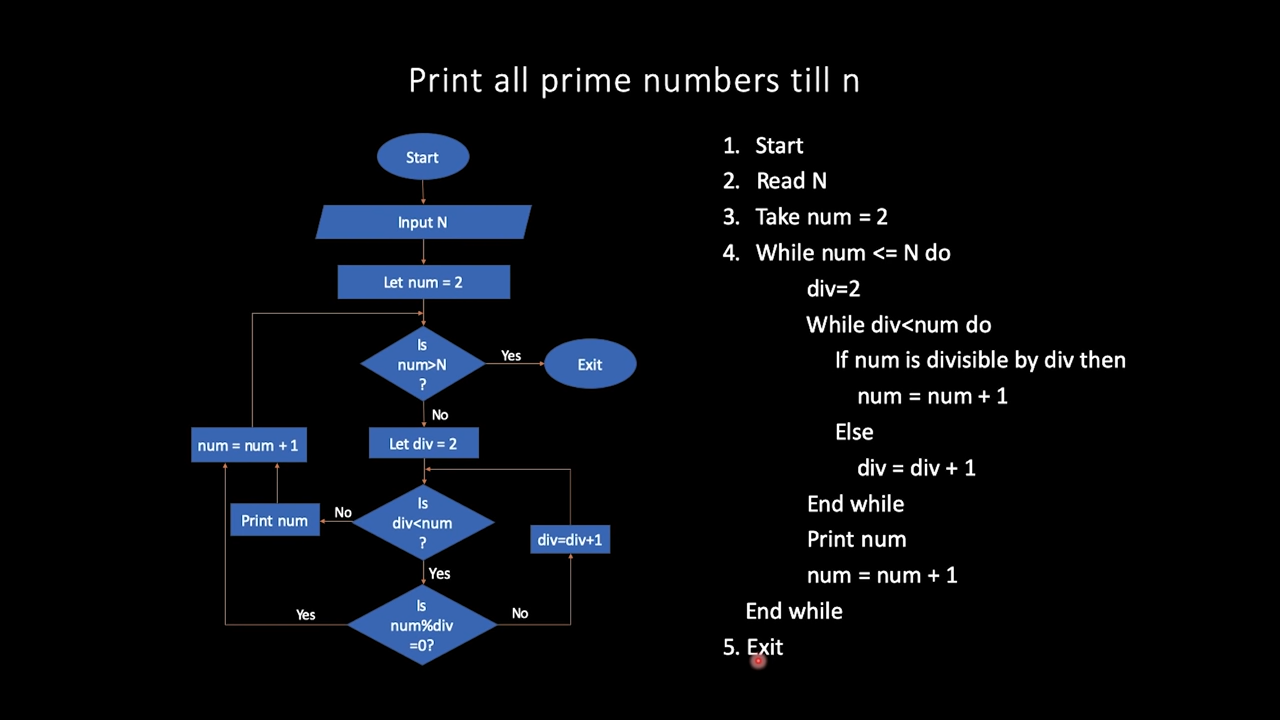 Print all prime numbers till n
Start
Input N
Let num = 2
Is
num>N
?
Yes
Exit
No
num = num + 1
Let div = 2
Is
div<num
?
No
Print num
div=div+1
Yes
Is
num%div
=0?
Yes
No
1. Start
2. Read N
3. Take num = 2
4. While num <= N do
div=2
While div<num do
If num is divisible by div then
num = num + 1
Else
div = div + 1
End while
Print num
num = num + 1
End while
5. Exit